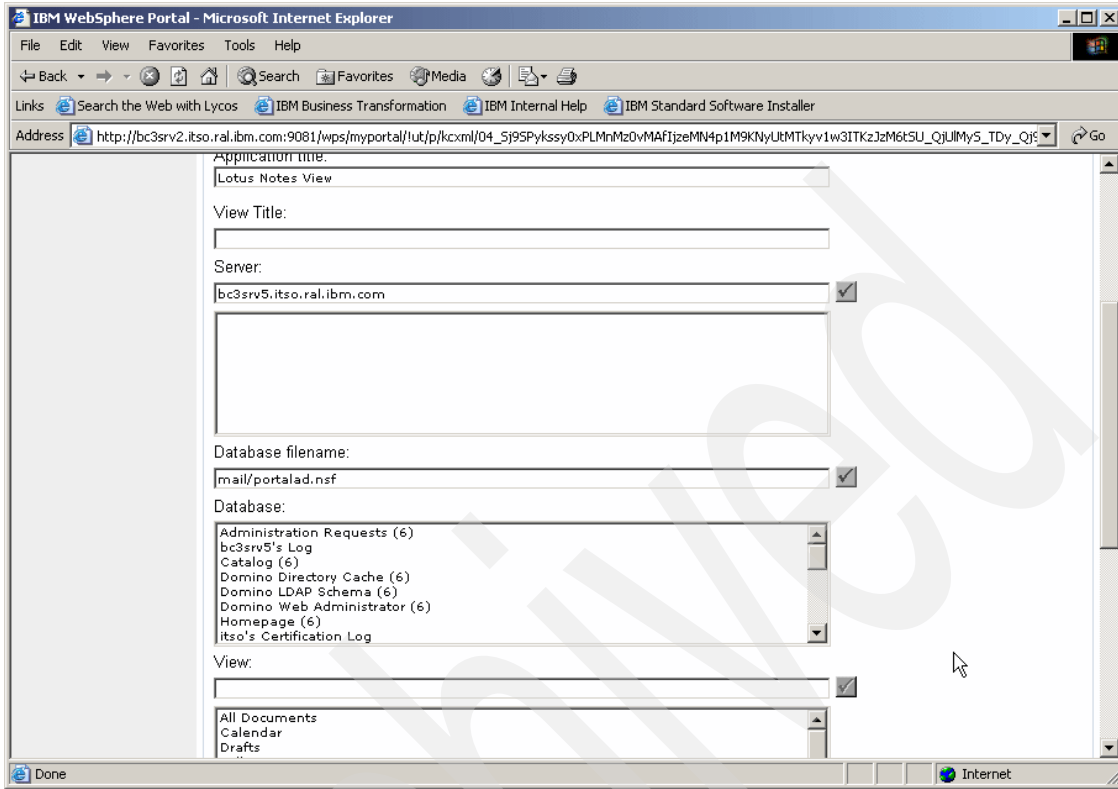 IBM WebSphere Portal - Microsoft Internet Explorer
File Edit View Favorites Tools Help
Back Search Favorites Media
Links Search the Web with Lycos IBM Business Transformation IBM Internal Help IBM Standard Software Installer
Address http://bc3srv2.itso.ral.ibm.com:9081/wps/myportal/!ut/p/kcxml/04_Sj9SPykssy0xPLMnMz0vMAfIjzeMN4p1M9KNyUtMTkyv1w3ITKzJzM6tSU_QjUlMyS_TDy_Qj9 Go
Application title:
Lotus Notes View
View Title:
Server:
bc3srv5.itso.ral.ibm.com
Database filename:
mail/portalad.nsf
Database:
Administration Requests (6)
bc3srv5's Log
Catalog (6)
Domino Directory Cache (6)
Domino LDAP Schema (6)
Domino Web Administrator (6)
Homepage (6)
itso's Certification Log
View:
All Documents
Calendar
Drafts
Done Internet